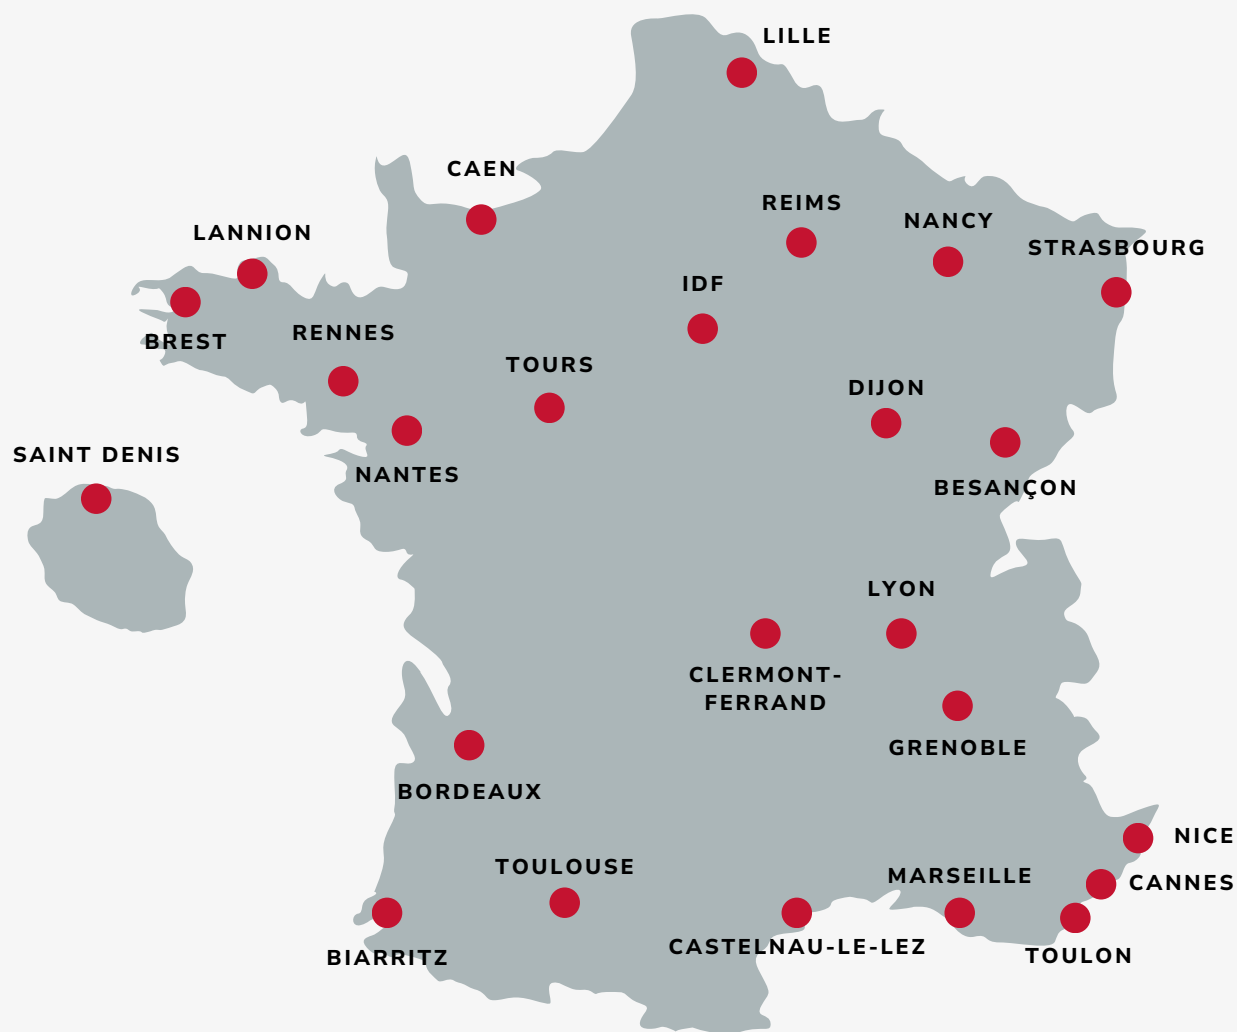 LILLE
CAEN
REIMS
NANCY
LANNION
STRASBOURG
IDF
RENNES
BREST
TOURS
DIJON
SAINT DENIS
NANTES
BESANÇON
LYON
CLERMONT-
FERRAND
GRENOBLE
BORDEAUX
NICE
TOULOUSE
MARSEILLE
CANNES
CASTELNAU-LE-LEZ
TOULON
BIARRITZ